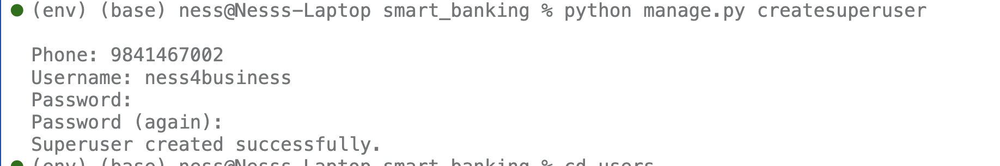 (env) (base) ness@Nesss-Laptop smart_banking % python manage.py createsuperuser
Phone: 9841467002
Username: ness4business
Password:
Password (again):
Superuser created successfully.
(env) (base) ness@Nesss-Laptop smart_banking % cd users